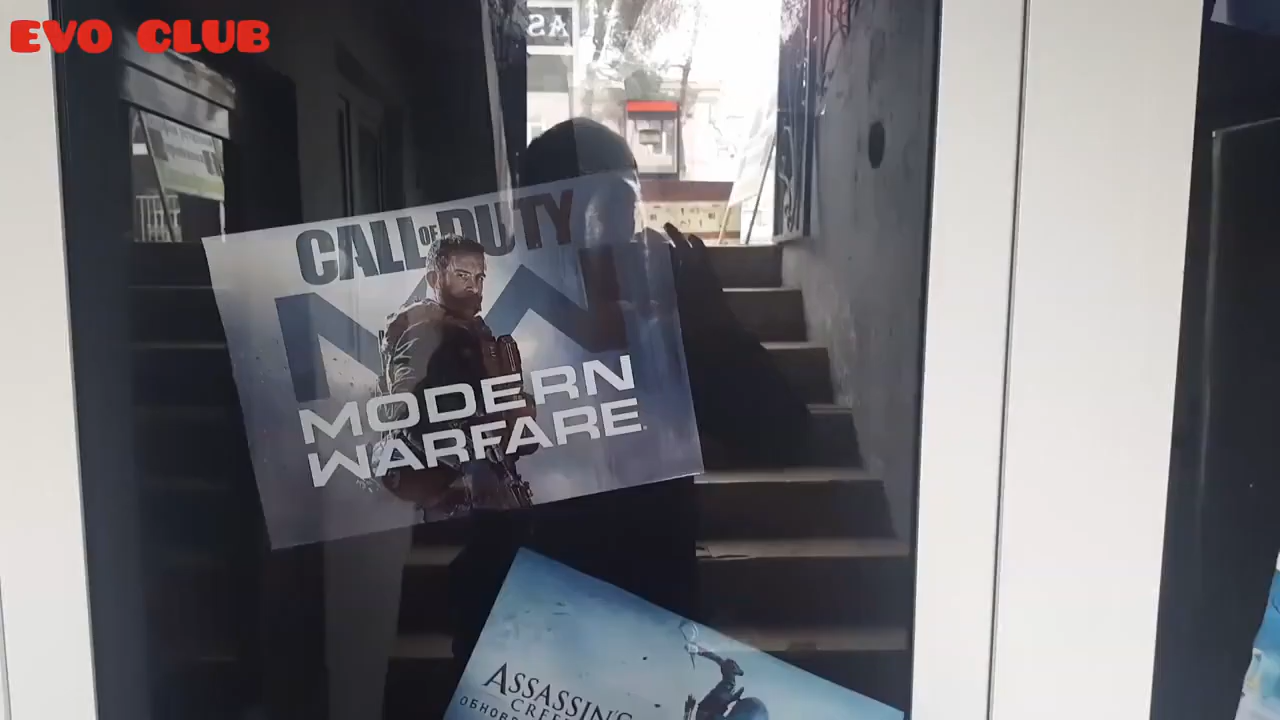 EVO CLUB
CALL OF DUTY
MW
MODERN
WARFARE
ASSASSIN'S
CREED